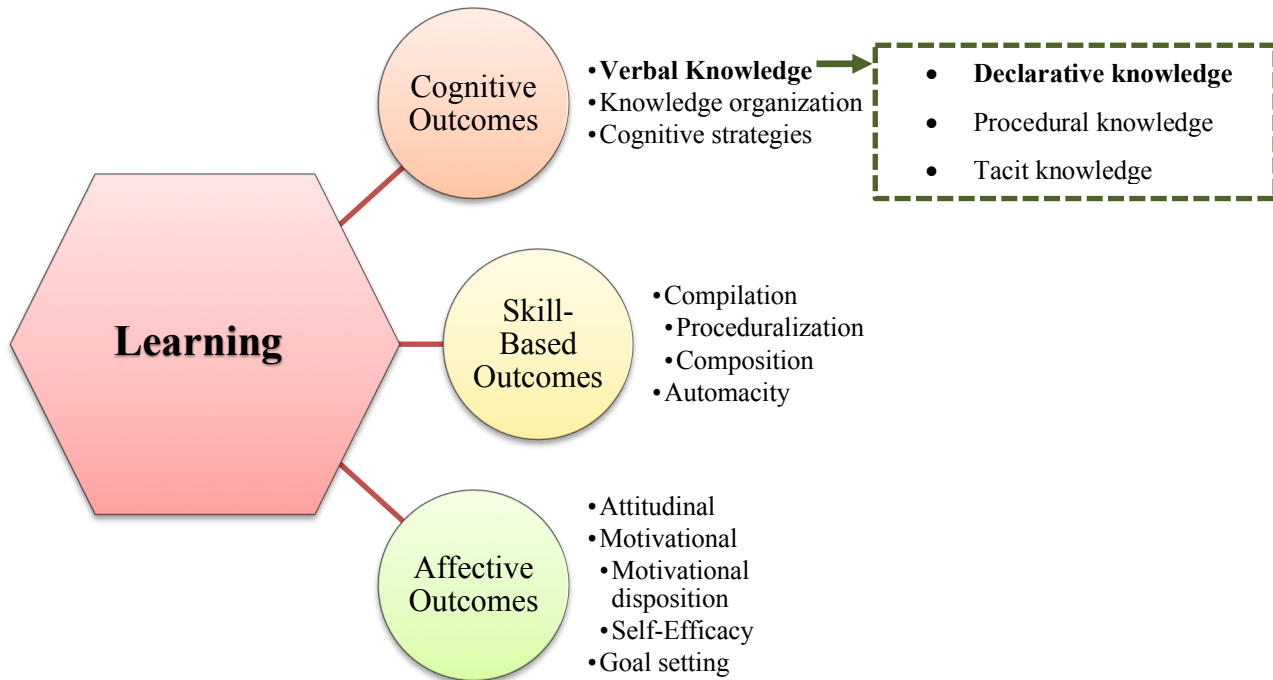 Learning
Cognitive
Outcomes
•Verbal Knowledge
•Knowledge organization
•Cognitive strategies
• Declarative knowledge
• Procedural knowledge
• Tacit knowledge
Skill-
Based
Outcomes
•Compilation
•Proceduralization
•Composition
•Automacity
Affective
Outcomes
•Attitudinal
•Motivational
•Motivational
disposition
•Self-Efficacy
•Goal setting